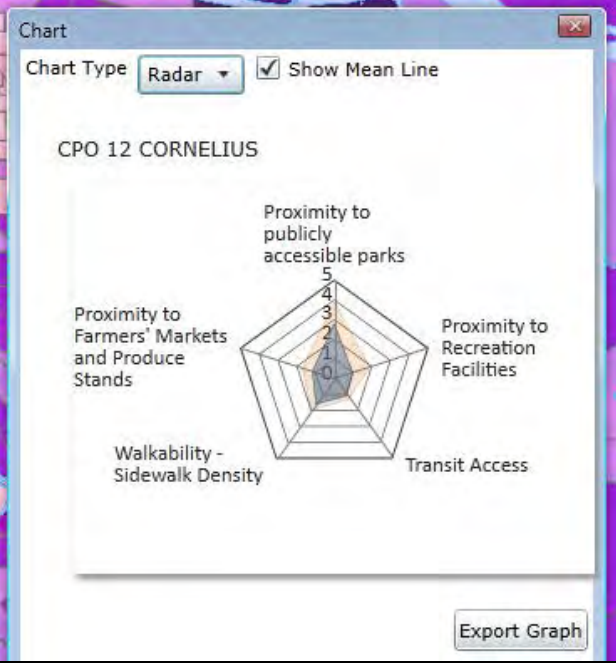 Chart
Chart Type Radar Show Mean Line
CPO 12 CORNELIUS
Proximity to
publicly
accessible parks
5
4
3
2
1
0
Proximity to
Farmers' Markets
and Produce
Stands
Proximity to
Recreation
Facilities
Walkability -
Sidewalk Density
Transit Access
Export Graph